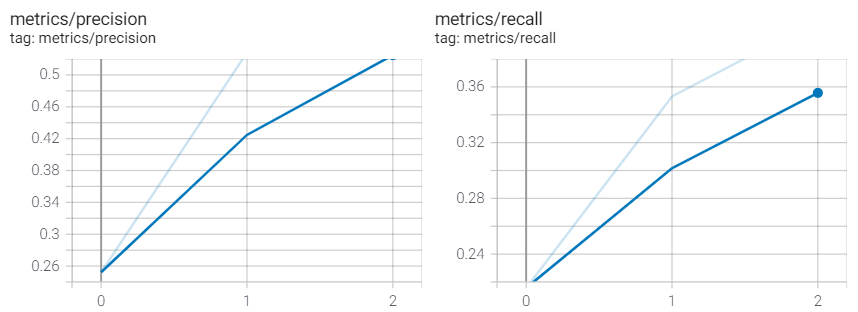 metrics/precision
tag: metrics/precision
0.5
0.46
0.42
0.38
0.34
0.3
0.26
0 1 2
metrics/recall
tag: metrics/recall
0.36
0.32
0.28
0.24
0 1 2